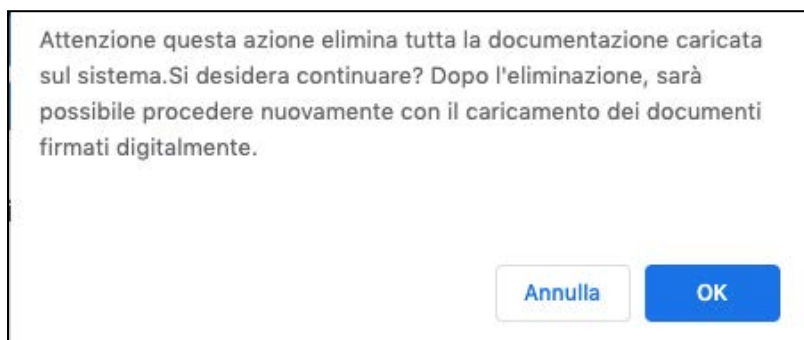 Attenzione questa azione elimina tutta la documentazione caricata
sul sistema.Si desidera continuare? Dopo l'eliminazione, sarà
possibile procedere nuovamente con il caricamento dei documenti
firmati digitalmente.
Annulla
OK